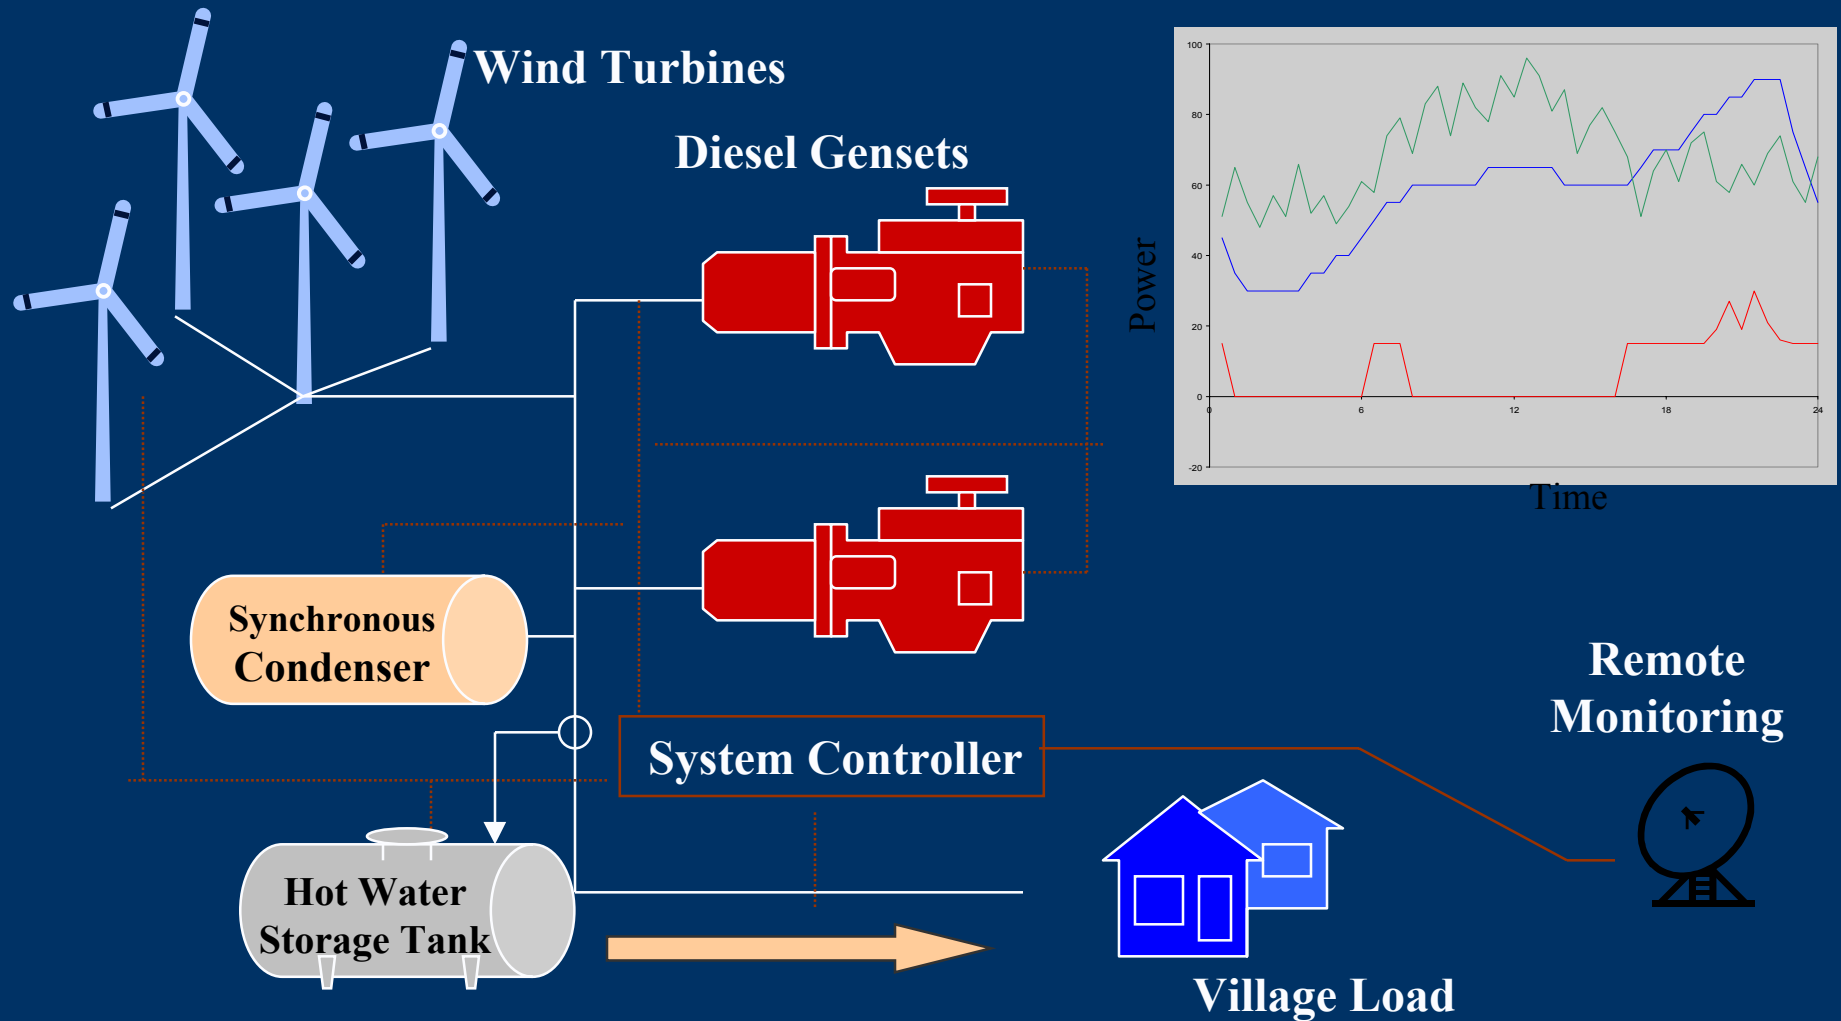 Wind Turbines
Diesel Gensets
100
80
60
40
20
0
-20
0
6
12
18
24
Power
Time
Synchronous
Condenser
System Controller
Remote
Monitoring
Hot Water
Storage Tank
Village Load